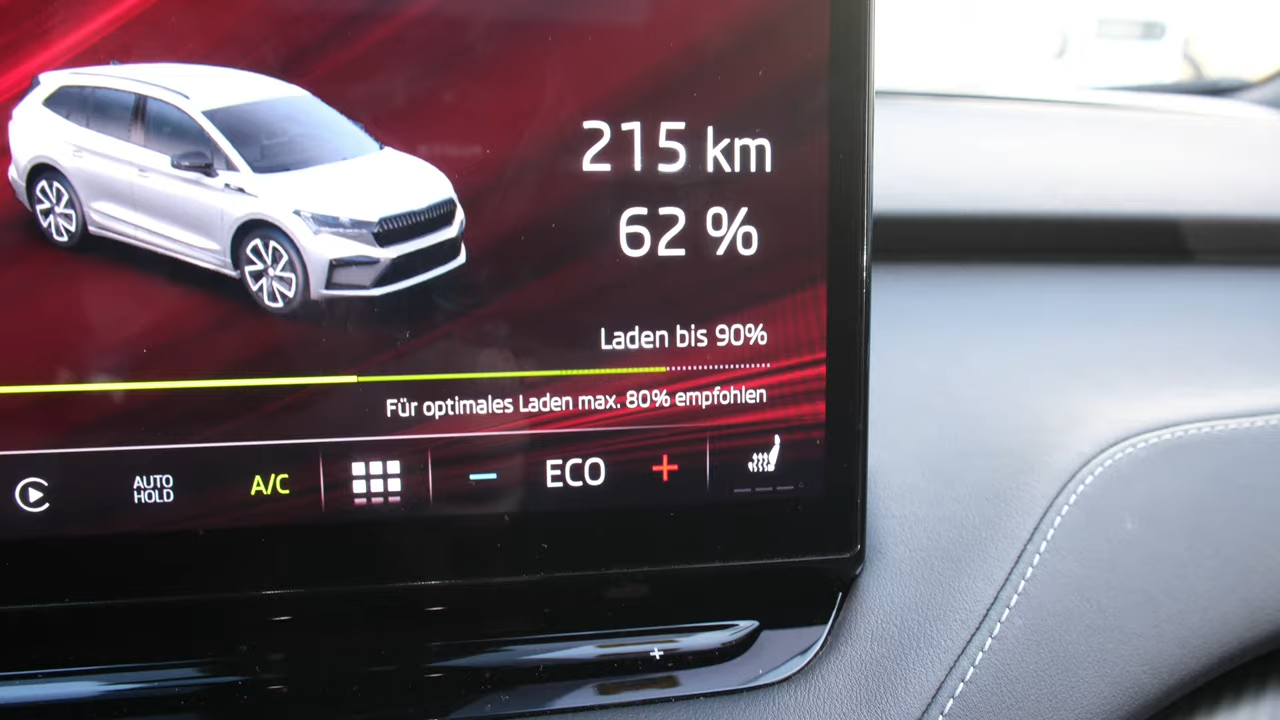 215 km
62 %
Laden bis 90%
Für optimales Laden max. 80% empfohlen
AUTO
HOLD
A/C
ECO